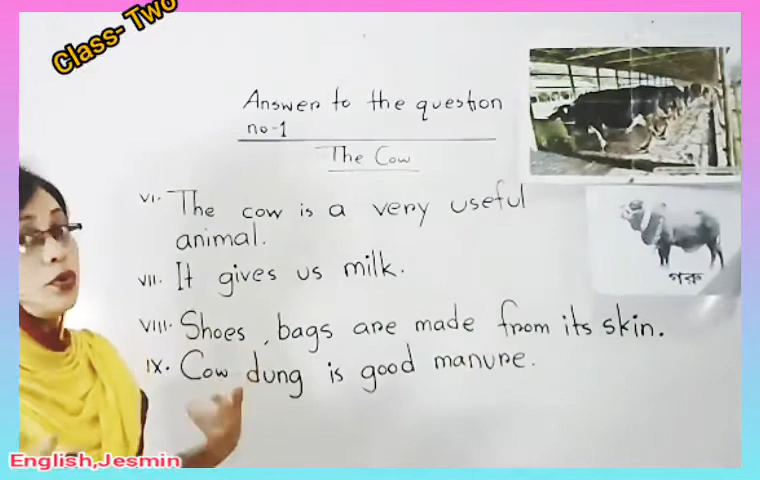 Class- Two
Answer to the question
no-1
The Cow
VI. The cow is a very useful
animal.
VII. It gives us milk.
VIII. Shoes, bags are made from its skin.
IX. Cow dung is good manure.
গরু
English,Jesmin